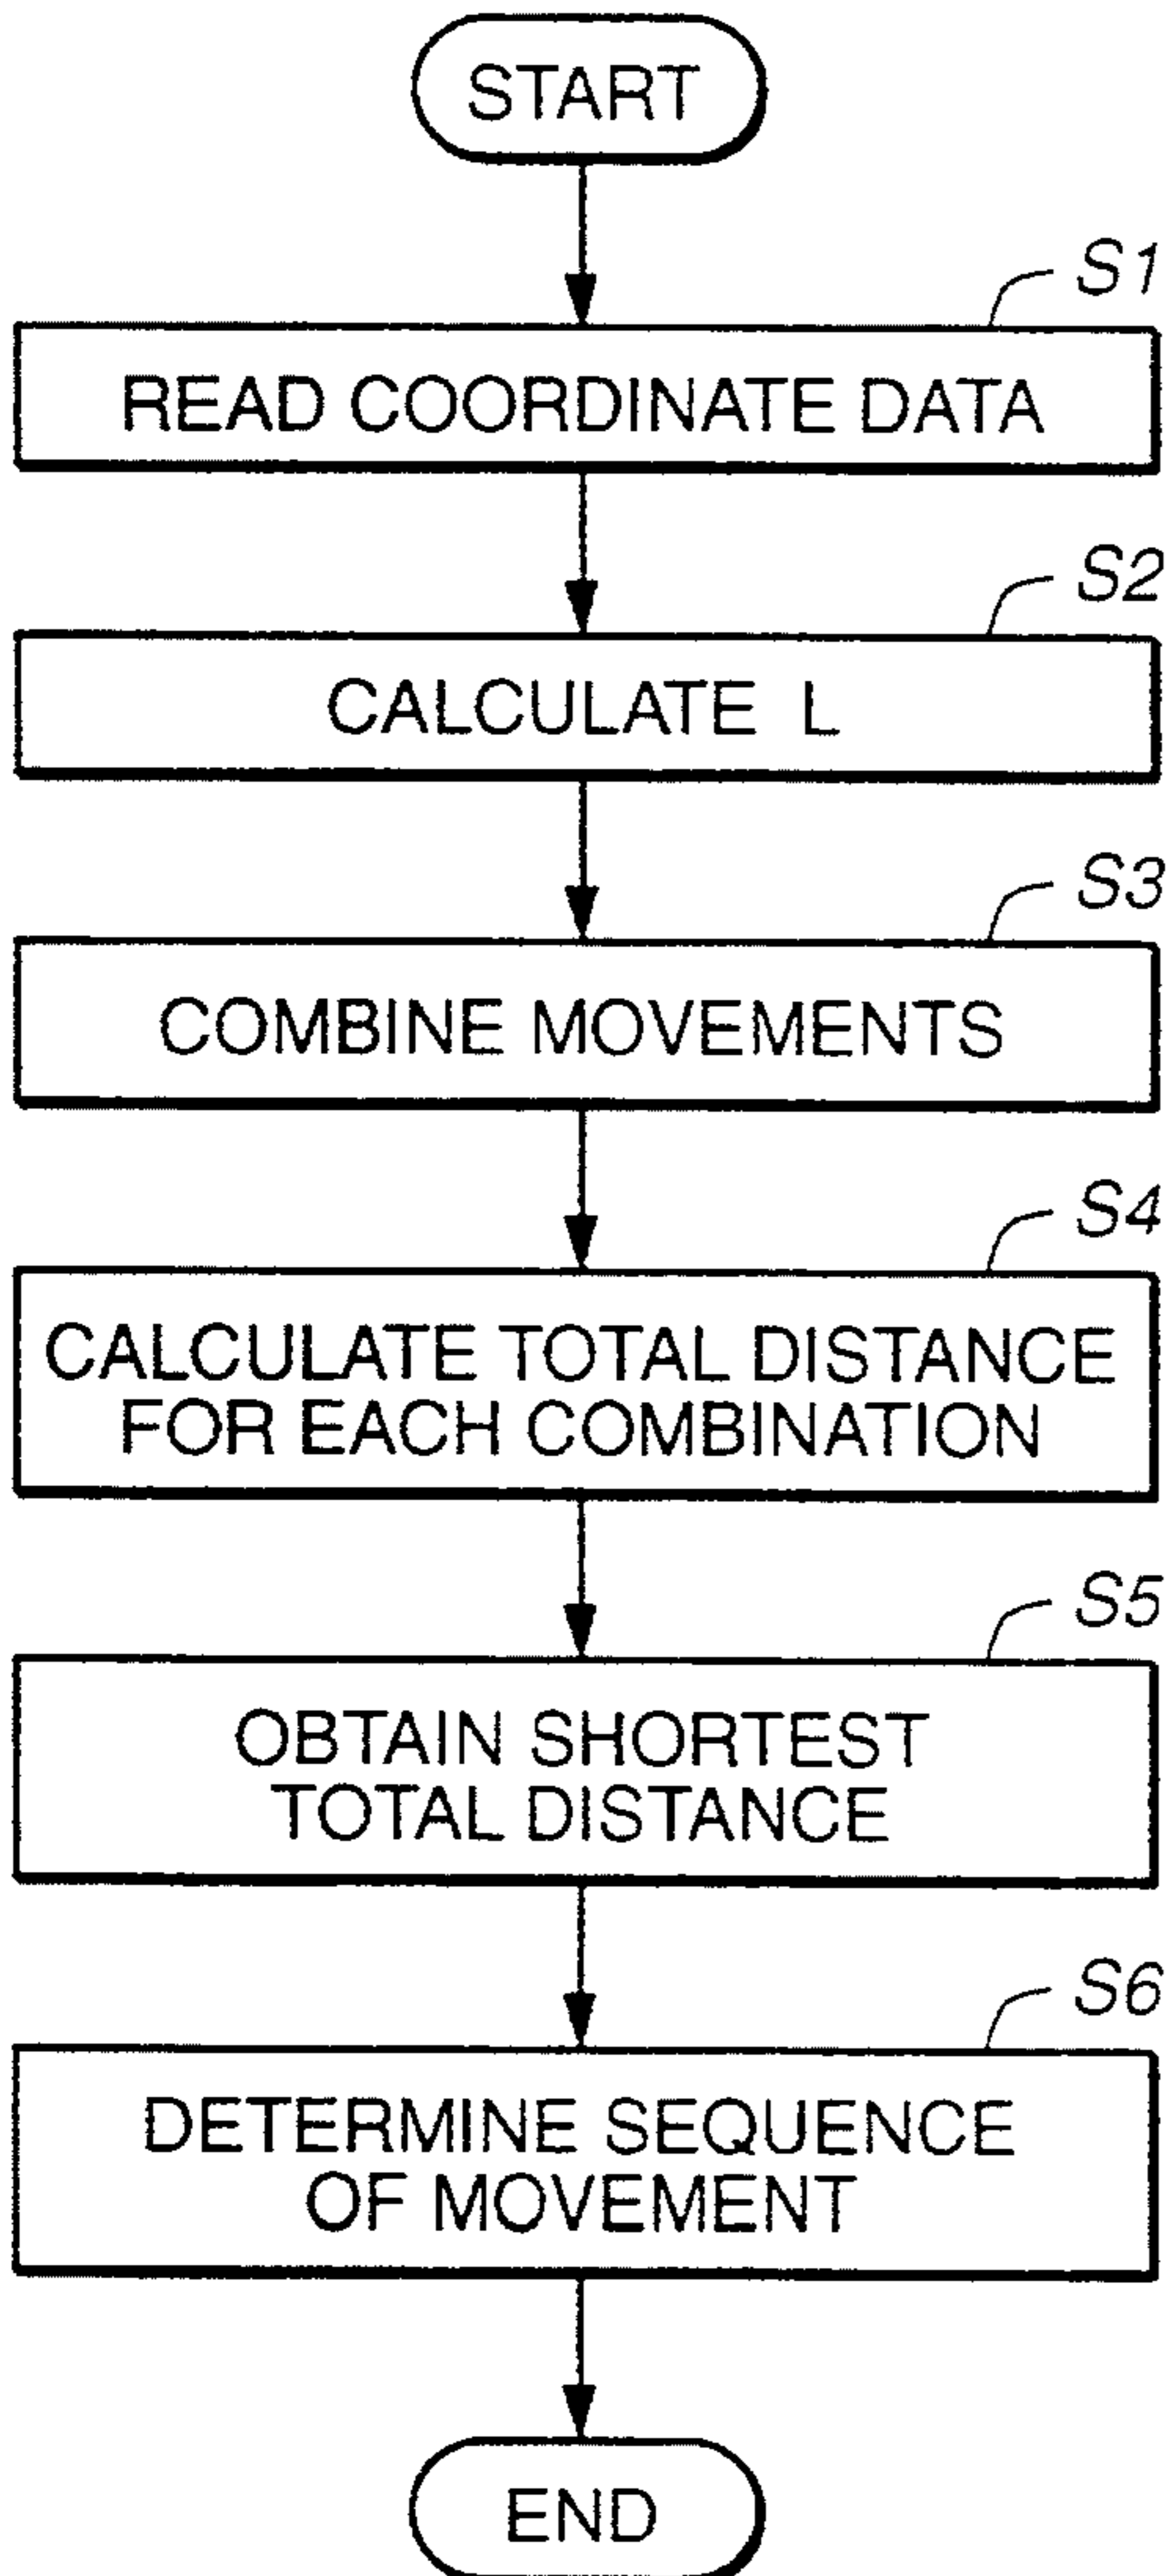 START
S1
READ COORDINATE DATA
S2
CALCULATE L
S3
COMBINE MOVEMENTS
S4
CALCULATE TOTAL DISTANCE
FOR EACH COMBINATION
S5
OBTAIN SHORTEST
TOTAL DISTANCE
S6
DETERMINE SEQUENCE
OF MOVEMENT
END